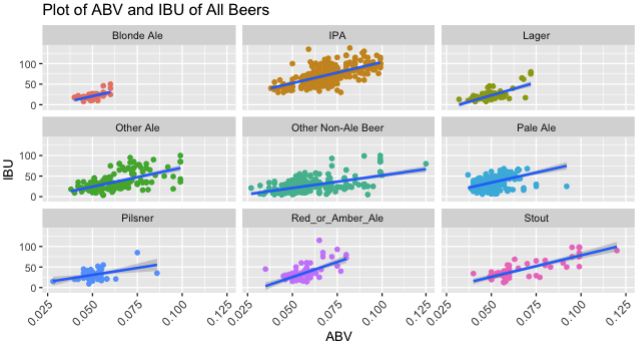 Plot of ABV and IBU of All Beers
Blonde Ale IPA Lager
100
50
0
Other Ale Other Non-Ale Beer Pale Ale
100
50
0
Pilsner Red_or_Amber_Ale Stout
100
50
0
IBU
0.025 0.050 0.075 0.100 0.125 0.025 0.050 0.075 0.100 0.125 0.025 0.050 0.075 0.100 0.125
ABV